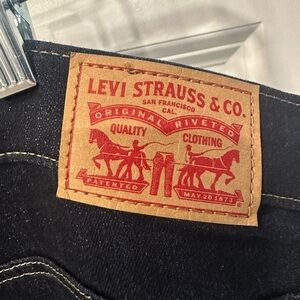 LEVI STRAUSS & CO.
SAN FRANCISCO
CAL.
ORIGINAL RIVETED
QUALITY CLOTHING
PATENTED MAY 20 1873